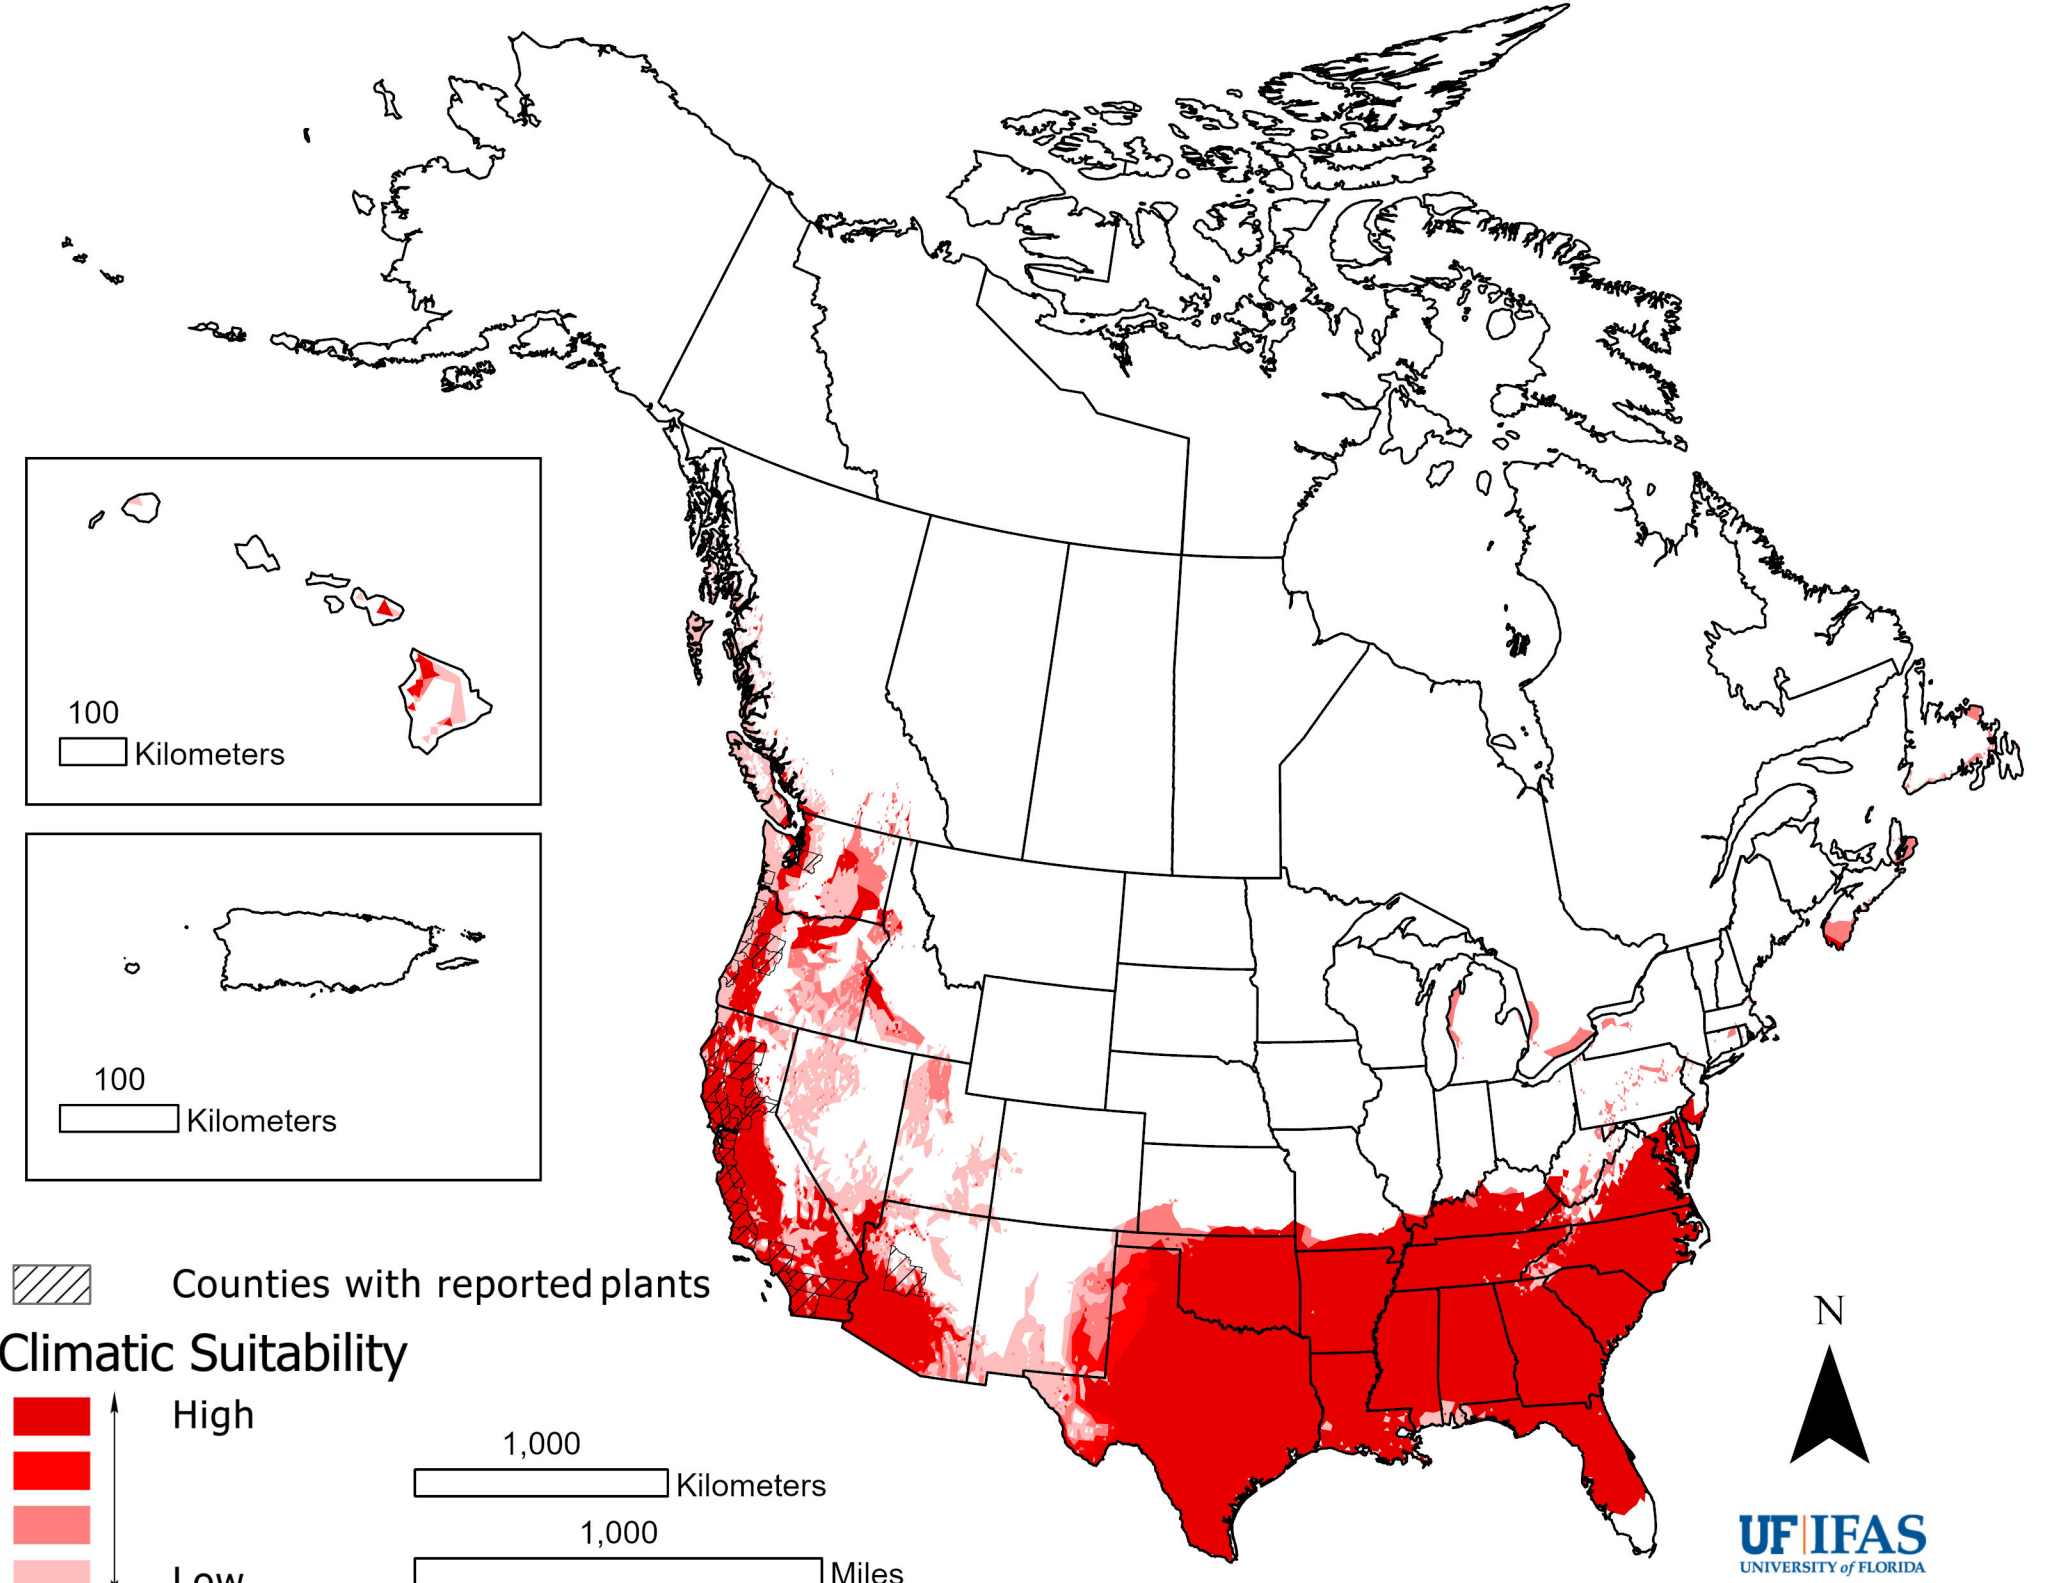 100
Kilometers
100
Kilometers
Counties with reported plants
Climatic Suitability
High
Low
1,000
Kilometers
1,000
Miles
N
UF|IFAS
UNIVERSITY of FLORIDA